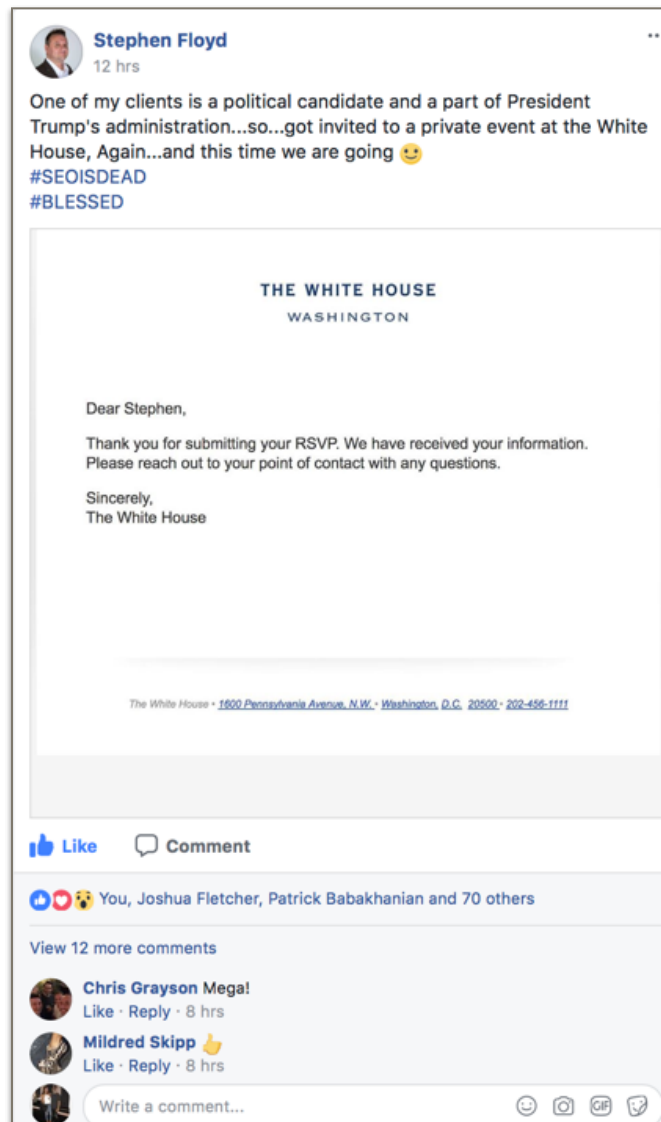 Stephen Floyd
12 hrs
One of my clients is a political candidate and a part of President
Trump's administration...so...got invited to a private event at the White
House, Again...and this time we are going 🙂
#SEOISDEAD
#BLESSED
THE WHITE HOUSE
WASHINGTON
Dear Stephen,
Thank you for submitting your RSVP. We have received your information.
Please reach out to your point of contact with any questions.
Sincerely,
The White House
The White House • 1600 Pennsylvania Avenue, N.W. • Washington, D.C. 20500 • 202-456-1111
Like Comment
You, Joshua Fletcher, Patrick Babakhanian and 70 others
View 12 more comments
Chris Grayson Mega!
Like · Reply · 8 hrs
Mildred Skipp 👍
Like · Reply · 8 hrs
Write a comment...
GIF